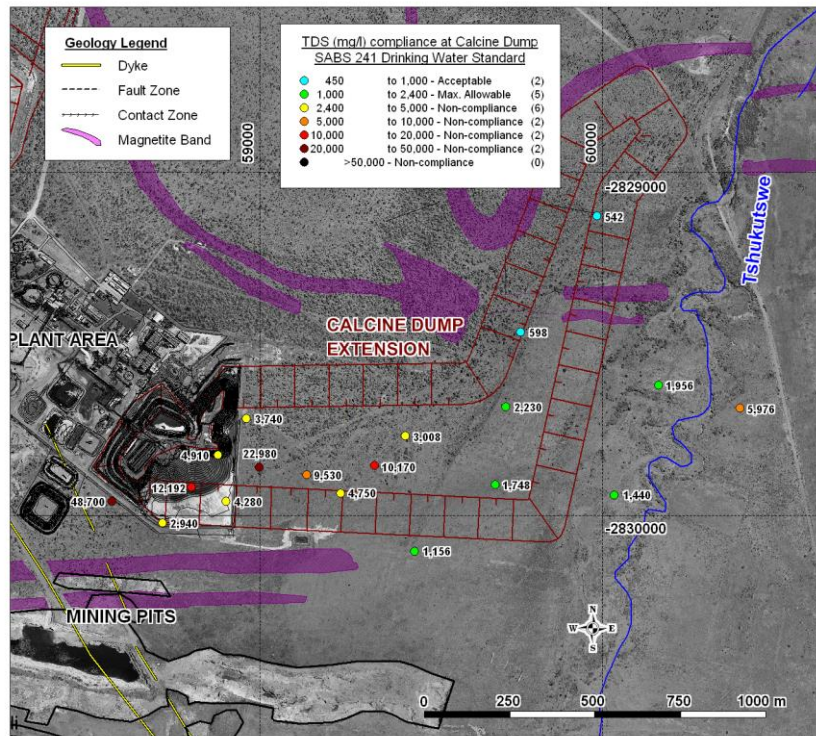 Geology Legend
Dyke
Fault Zone
Contact Zone
Magnetite Band
TDS (mg/l) compliance at Calcine Dump
SABS 241 Drinking Water Standard
450 to 1,000 - Acceptable (2)
1,000 to 2,400 - Max. Allowable (5)
2,400 to 5,000 - Non-compliance (6)
5,000 to 10,000 - Non-compliance (2)
10,000 to 20,000 - Non-compliance (2)
20,000 to 50,000 - Non-compliance (2)
>50,000 - Non-compliance (0)
59000
60000
-2829000
542
Tshukutswe
PLANT AREA
CALCINE DUMP
EXTENSION
598
1,956
2,230
5,976
3,740
3,008
4,910
22,980
9,530
10,170
12,192
1,748
48,700
4,280
4,750
1,440
2,940
-2830000
1,156
MINING PITS
N
W E
S
0 250 500 750 1000 m